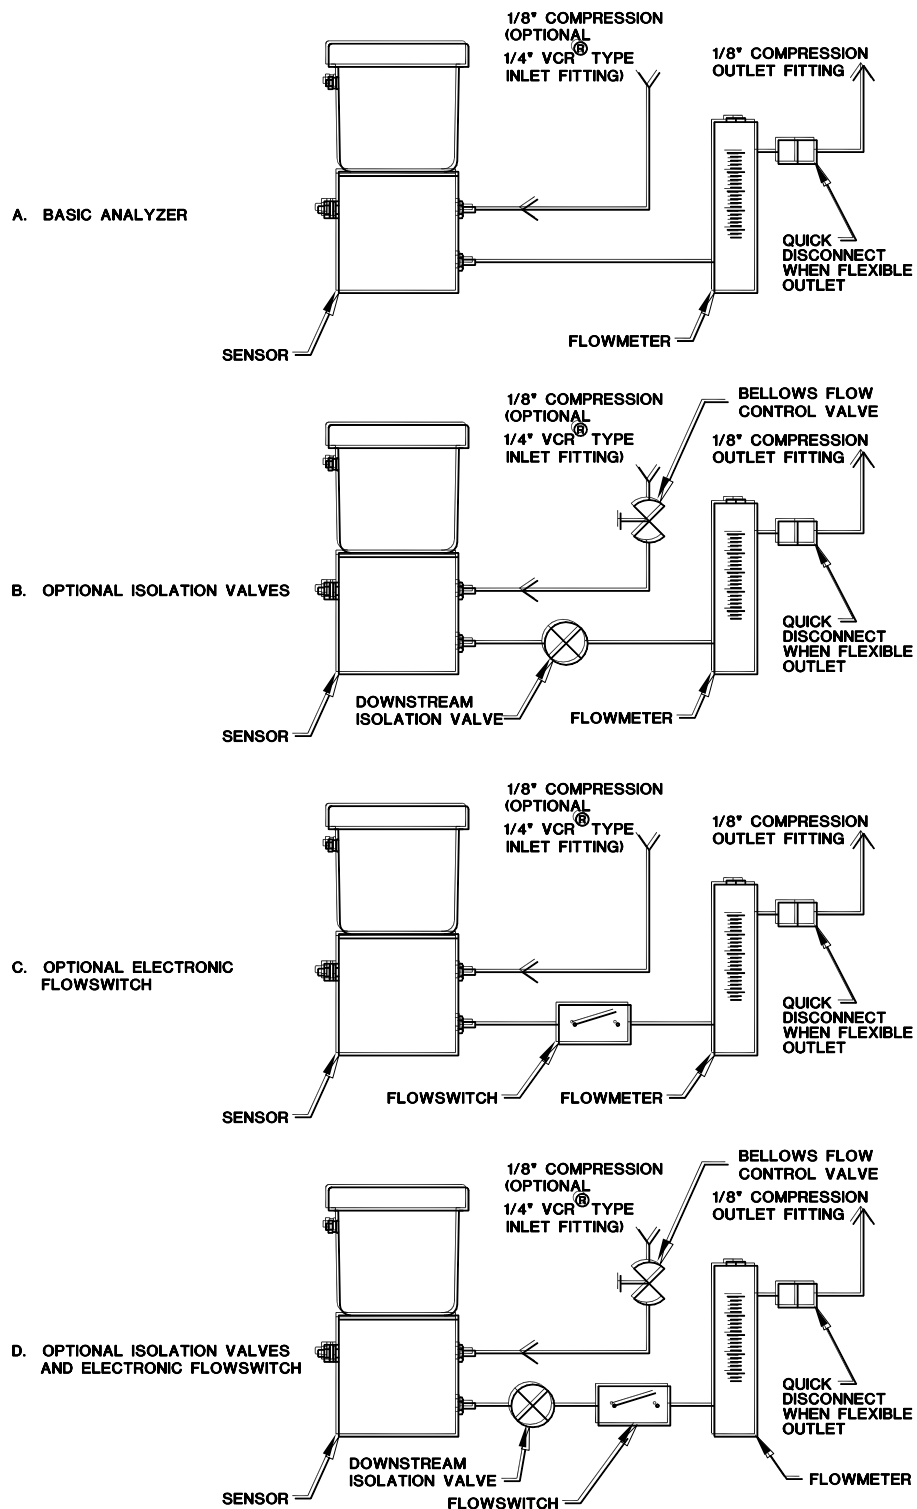 1/8" COMPRESSION
(OPTIONAL
1/4" VCR® TYPE
INLET FITTING)
1/8" COMPRESSION
OUTLET FITTING
A. BASIC ANALYZER
QUICK
DISCONNECT
WHEN FLEXIBLE
OUTLET
SENSOR
FLOWMETER
BELLOWS FLOW
CONTROL VALVE
1/8" COMPRESSION
(OPTIONAL
1/4" VCR® TYPE
INLET FITTING)
1/8" COMPRESSION
OUTLET FITTING
B. OPTIONAL ISOLATION VALVES
QUICK
DISCONNECT
WHEN FLEXIBLE
OUTLET
DOWNSTREAM
ISOLATION VALVE
FLOWMETER
SENSOR
1/8" COMPRESSION
(OPTIONAL
1/4" VCR® TYPE
INLET FITTING)
1/8" COMPRESSION
OUTLET FITTING
C. OPTIONAL ELECTRONIC
FLOWSWITCH
QUICK
DISCONNECT
WHEN FLEXIBLE
OUTLET
FLOWSWITCH
FLOWMETER
SENSOR
BELLOWS FLOW
CONTROL VALVE
1/8" COMPRESSION
(OPTIONAL
1/4" VCR® TYPE
INLET FITTING)
1/8" COMPRESSION
OUTLET FITTING
D. OPTIONAL ISOLATION VALVES
AND ELECTRONIC FLOWSWITCH
QUICK
DISCONNECT
WHEN FLEXIBLE
OUTLET
DOWNSTREAM
ISOLATION VALVE
FLOWMETER
SENSOR
FLOWSWITCH